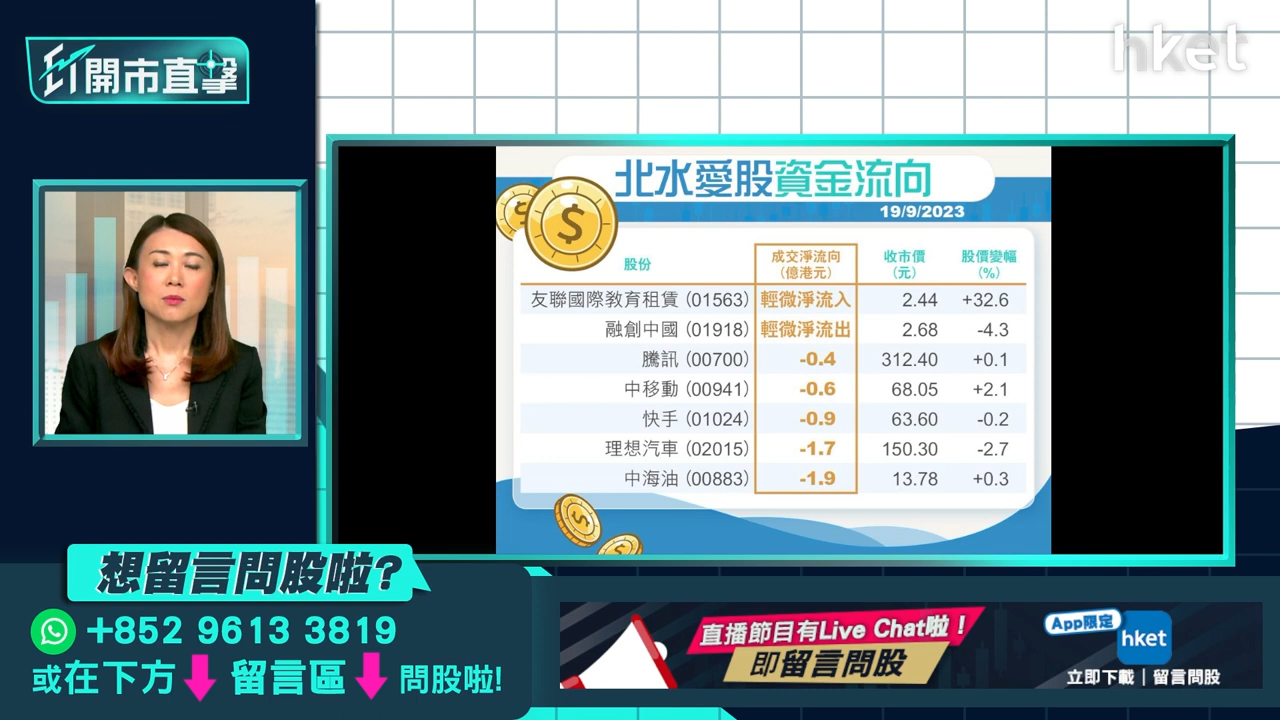 hket
ET開市直擊
北水愛股資金流向
19/9/2023
股份 成交淨流向(億港元) 收市價(元) 股價變幅(%)
友聯國際教育租賃 (01563) 輕微淨流入 2.44 +32.6
融創中國 (01918) 輕微淨流出 2.68 -4.3
騰訊 (00700) -0.4 312.40 +0.1
中移動 (00941) -0.6 68.05 +2.1
快手 (01024) -0.9 63.60 -0.2
理想汽車 (02015) -1.7 150.30 -2.7
中海油 (00883) -1.9 13.78 +0.3
想留言問股啦?
+852 9613 3819
或在下方 留言區 問股啦!
直播節目有Live Chat啦!
即留言問股
App限定
hket
立即下載|留言問股